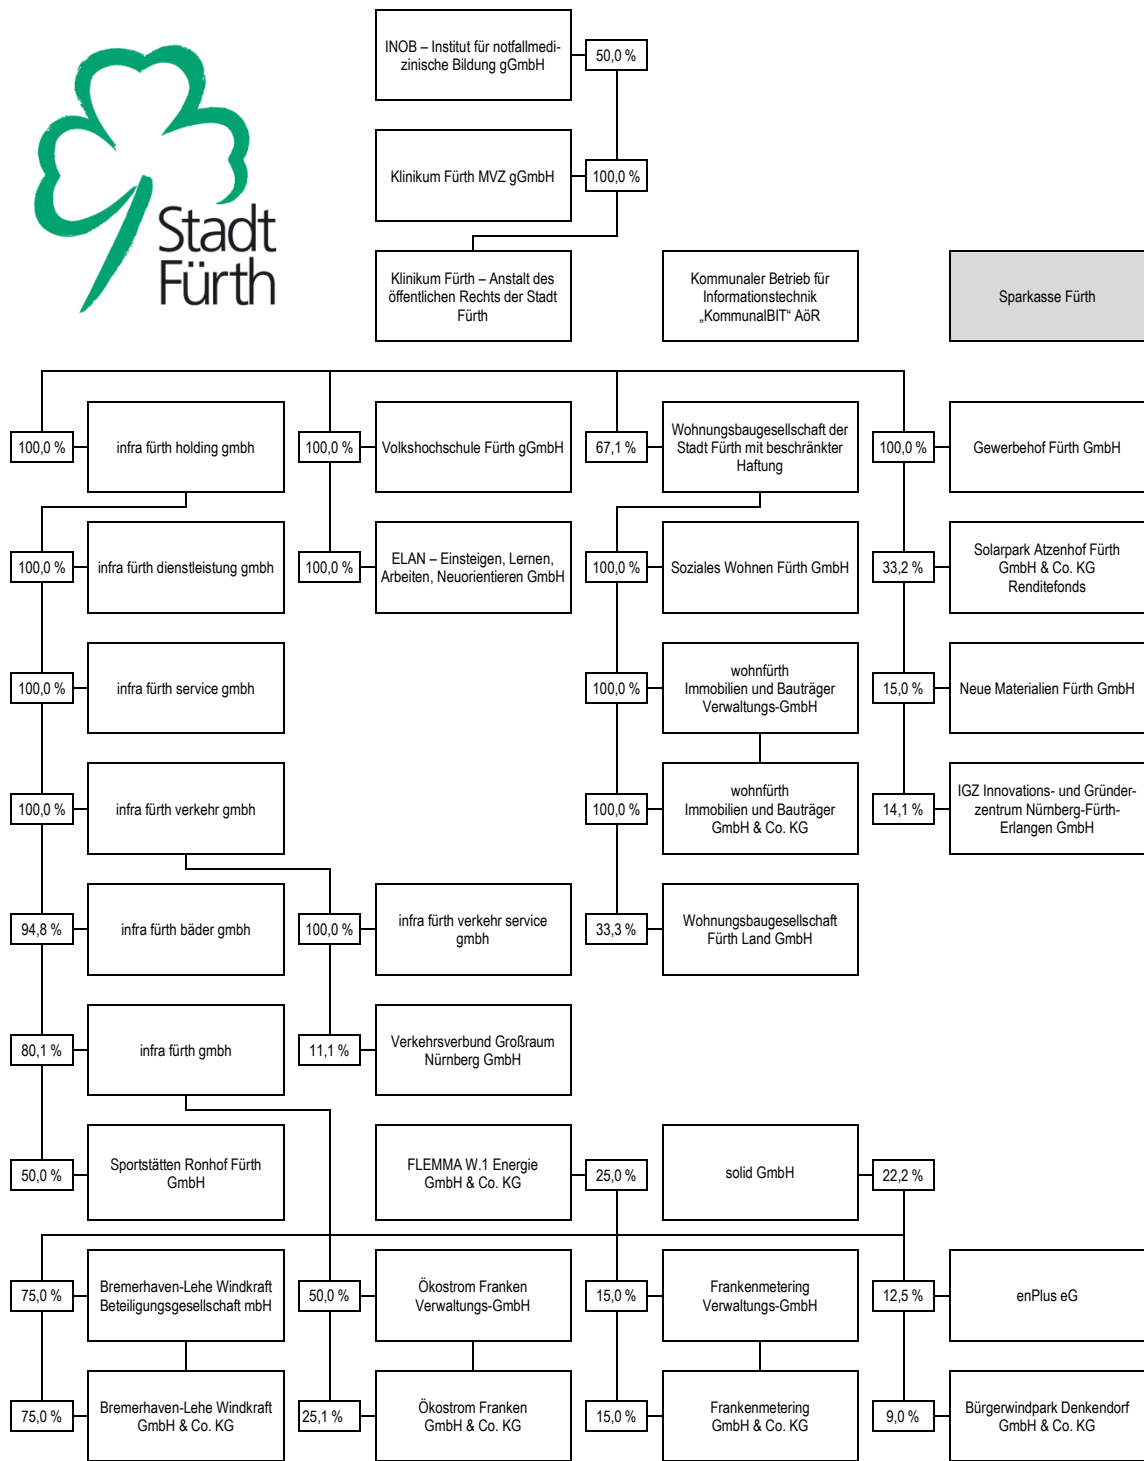 INOB – Institut für notfallmedi-
zinische Bildung gGmbH
50,0 %
Klinikum Fürth MVZ gGmbH
100,0 %
Stadt
Fürth
Klinikum Fürth – Anstalt des
öffentlichen Rechts der Stadt
Fürth
Kommunaler Betrieb für
Informationstechnik
„KommunalBIT“ AöR
Sparkasse Fürth
100,0 %
infra fürth holding gmbh
100,0 %
Volkshochschule Fürth gGmbH
67,1 %
Wohnungsbaugesellschaft der
Stadt Fürth mit beschränkter
Haftung
100,0 %
Gewerbehof Fürth GmbH
100,0 %
infra fürth dienstleistung gmbh
100,0 %
ELAN – Einsteigen, Lernen,
Arbeiten, Neuorientieren GmbH
100,0 %
Soziales Wohnen Fürth GmbH
33,2 %
Solarpark Atzenhof Fürth
GmbH & Co. KG
Renditefonds
100,0 %
infra fürth service gmbh
100,0 %
wohnfürth
Immobilien und Bauträger
Verwaltungs-GmbH
15,0 %
Neue Materialien Fürth GmbH
100,0 %
infra fürth verkehr gmbh
100,0 %
wohnfürth
Immobilien und Bauträger
GmbH & Co. KG
14,1 %
IGZ Innovations- und Gründer-
zentrum Nürnberg-Fürth-
Erlangen GmbH
94,8 %
infra fürth bäder gmbh
100,0 %
infra fürth verkehr service
gmbh
33,3 %
Wohnungsbaugesellschaft
Fürth Land GmbH
80,1 %
infra fürth gmbh
11,1 %
Verkehrsverbund Großraum
Nürnberg GmbH
50,0 %
Sportstätten Ronhof Fürth
GmbH
FLEMMA W.1 Energie
GmbH & Co. KG
25,0 %
solid GmbH
22,2 %
75,0 %
Bremerhaven-Lehe Windkraft
Beteiligungsgesellschaft mbH
50,0 %
Ökostrom Franken
Verwaltungs-GmbH
15,0 %
Frankenmetering
Verwaltungs-GmbH
12,5 %
enPlus eG
75,0 %
Bremerhaven-Lehe Windkraft
GmbH & Co. KG
25,1 %
Ökostrom Franken
GmbH & Co. KG
15,0 %
Frankenmetering
GmbH & Co. KG
9,0 %
Bürgerwindpark Denkendorf
GmbH & Co. KG